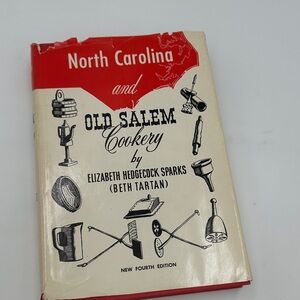 North Carolina
and
OLD SALEM
Cookery
by
ELIZABETH HEDGECOCK SPARKS
(BETH TARTAN)
NEW FOURTH EDITION